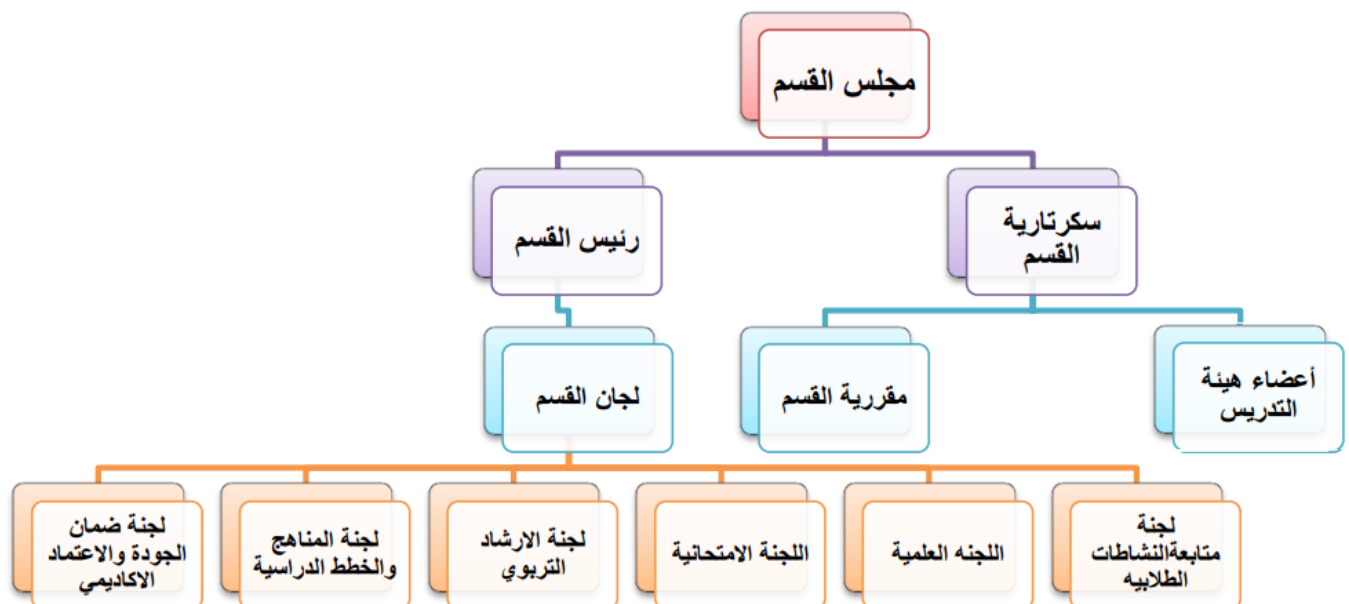 مجلس القسم
سكرتارية
القسم
رئيس القسم
أعضاء هيئة
التدريس
مقررية القسم
لجان القسم
لجنة
متابعةالنشاطات
الطلابيه
اللجنه العلمية
اللجنة الامتحانية
لجنة الارشاد
التربوي
لجنة المناهج
والخطط الدراسية
لجنة ضمان
الجودة والاعتماد
الاكاديمي